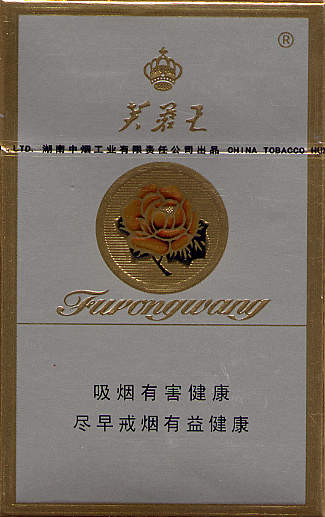 ®
芙蓉王
LTD. 湖南中烟工业有限责任公司出品 CHINA TOBACCO HU
Furongwang
吸烟有害健康
尽早戒烟有益健康